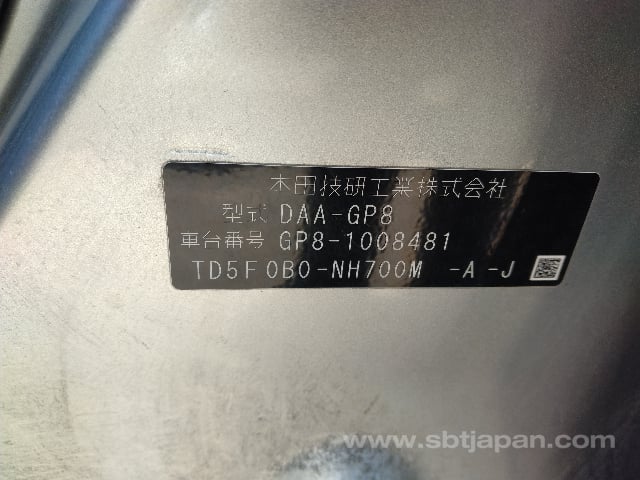 本田技研工業株式会社
型式 DAA-GP8
車台番号 GP8-1008481
TD5F0B0-NH700M -A-J
www.sbtjapan.com